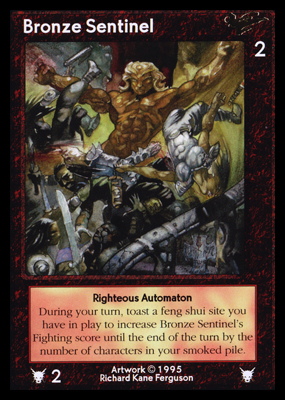 Bronze Sentinel
2
Righteous Automaton
During your turn, toast a feng shui site you
have in play to increase Bronze Sentinel's
Fighting score until the end of the turn by the
number of characters in your smoked pile.
2
Artwork © 1995
Richard Kane Ferguson